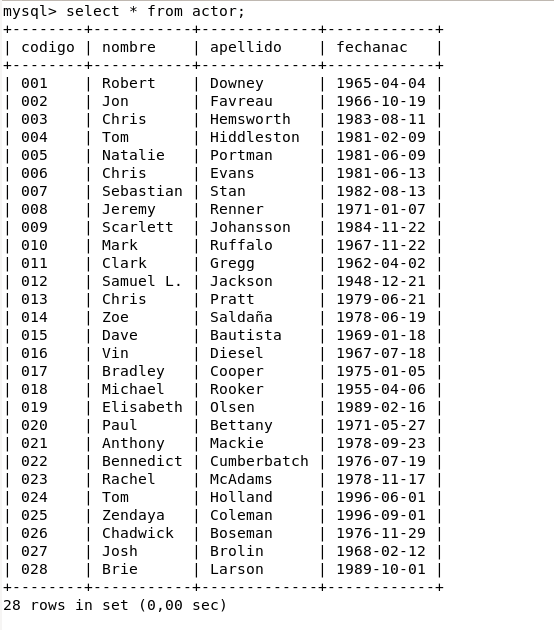 mysql> select * from actor;
+--------+-----------+-------------+------------+
| codigo | nombre    | apellido    | fechanac   |
+--------+-----------+-------------+------------+
| 001    | Robert    | Downey      | 1965-04-04 |
| 002    | Jon       | Favreau     | 1966-10-19 |
| 003    | Chris     | Hemsworth   | 1983-08-11 |
| 004    | Tom       | Hiddleston  | 1981-02-09 |
| 005    | Natalie   | Portman     | 1981-06-09 |
| 006    | Chris     | Evans       | 1981-06-13 |
| 007    | Sebastian | Stan        | 1982-08-13 |
| 008    | Jeremy    | Renner      | 1971-01-07 |
| 009    | Scarlett  | Johansson   | 1984-11-22 |
| 010    | Mark      | Ruffalo     | 1967-11-22 |
| 011    | Clark     | Gregg       | 1962-04-02 |
| 012    | Samuel L. | Jackson     | 1948-12-21 |
| 013    | Chris     | Pratt       | 1979-06-21 |
| 014    | Zoe       | Saldaña     | 1978-06-19 |
| 015    | Dave      | Bautista    | 1969-01-18 |
| 016    | Vin       | Diesel      | 1967-07-18 |
| 017    | Bradley   | Cooper      | 1975-01-05 |
| 018    | Michael   | Rooker      | 1955-04-06 |
| 019    | Elisabeth | Olsen       | 1989-02-16 |
| 020    | Paul      | Bettany     | 1971-05-27 |
| 021    | Anthony   | Mackie      | 1978-09-23 |
| 022    | Bennedict | Cumberbatch | 1976-07-19 |
| 023    | Rachel    | McAdams     | 1978-11-17 |
| 024    | Tom       | Holland     | 1996-06-01 |
| 025    | Zendaya   | Coleman     | 1996-09-01 |
| 026    | Chadwick  | Boseman     | 1976-11-29 |
| 027    | Josh      | Brolin      | 1968-02-12 |
| 028    | Brie      | Larson      | 1989-10-01 |
+--------+-----------+-------------+------------+
28 rows in set (0,00 sec)